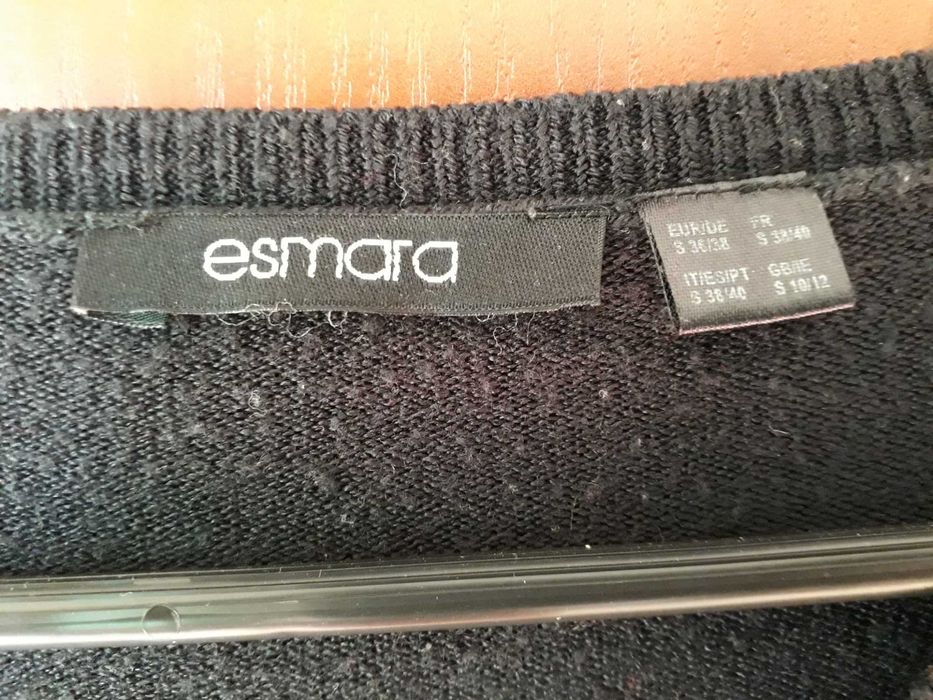 esmara
EUR/DE FR
S 36/38 S 38/40
IT/ES/PT GB/IE
S 38/40 S 10/12